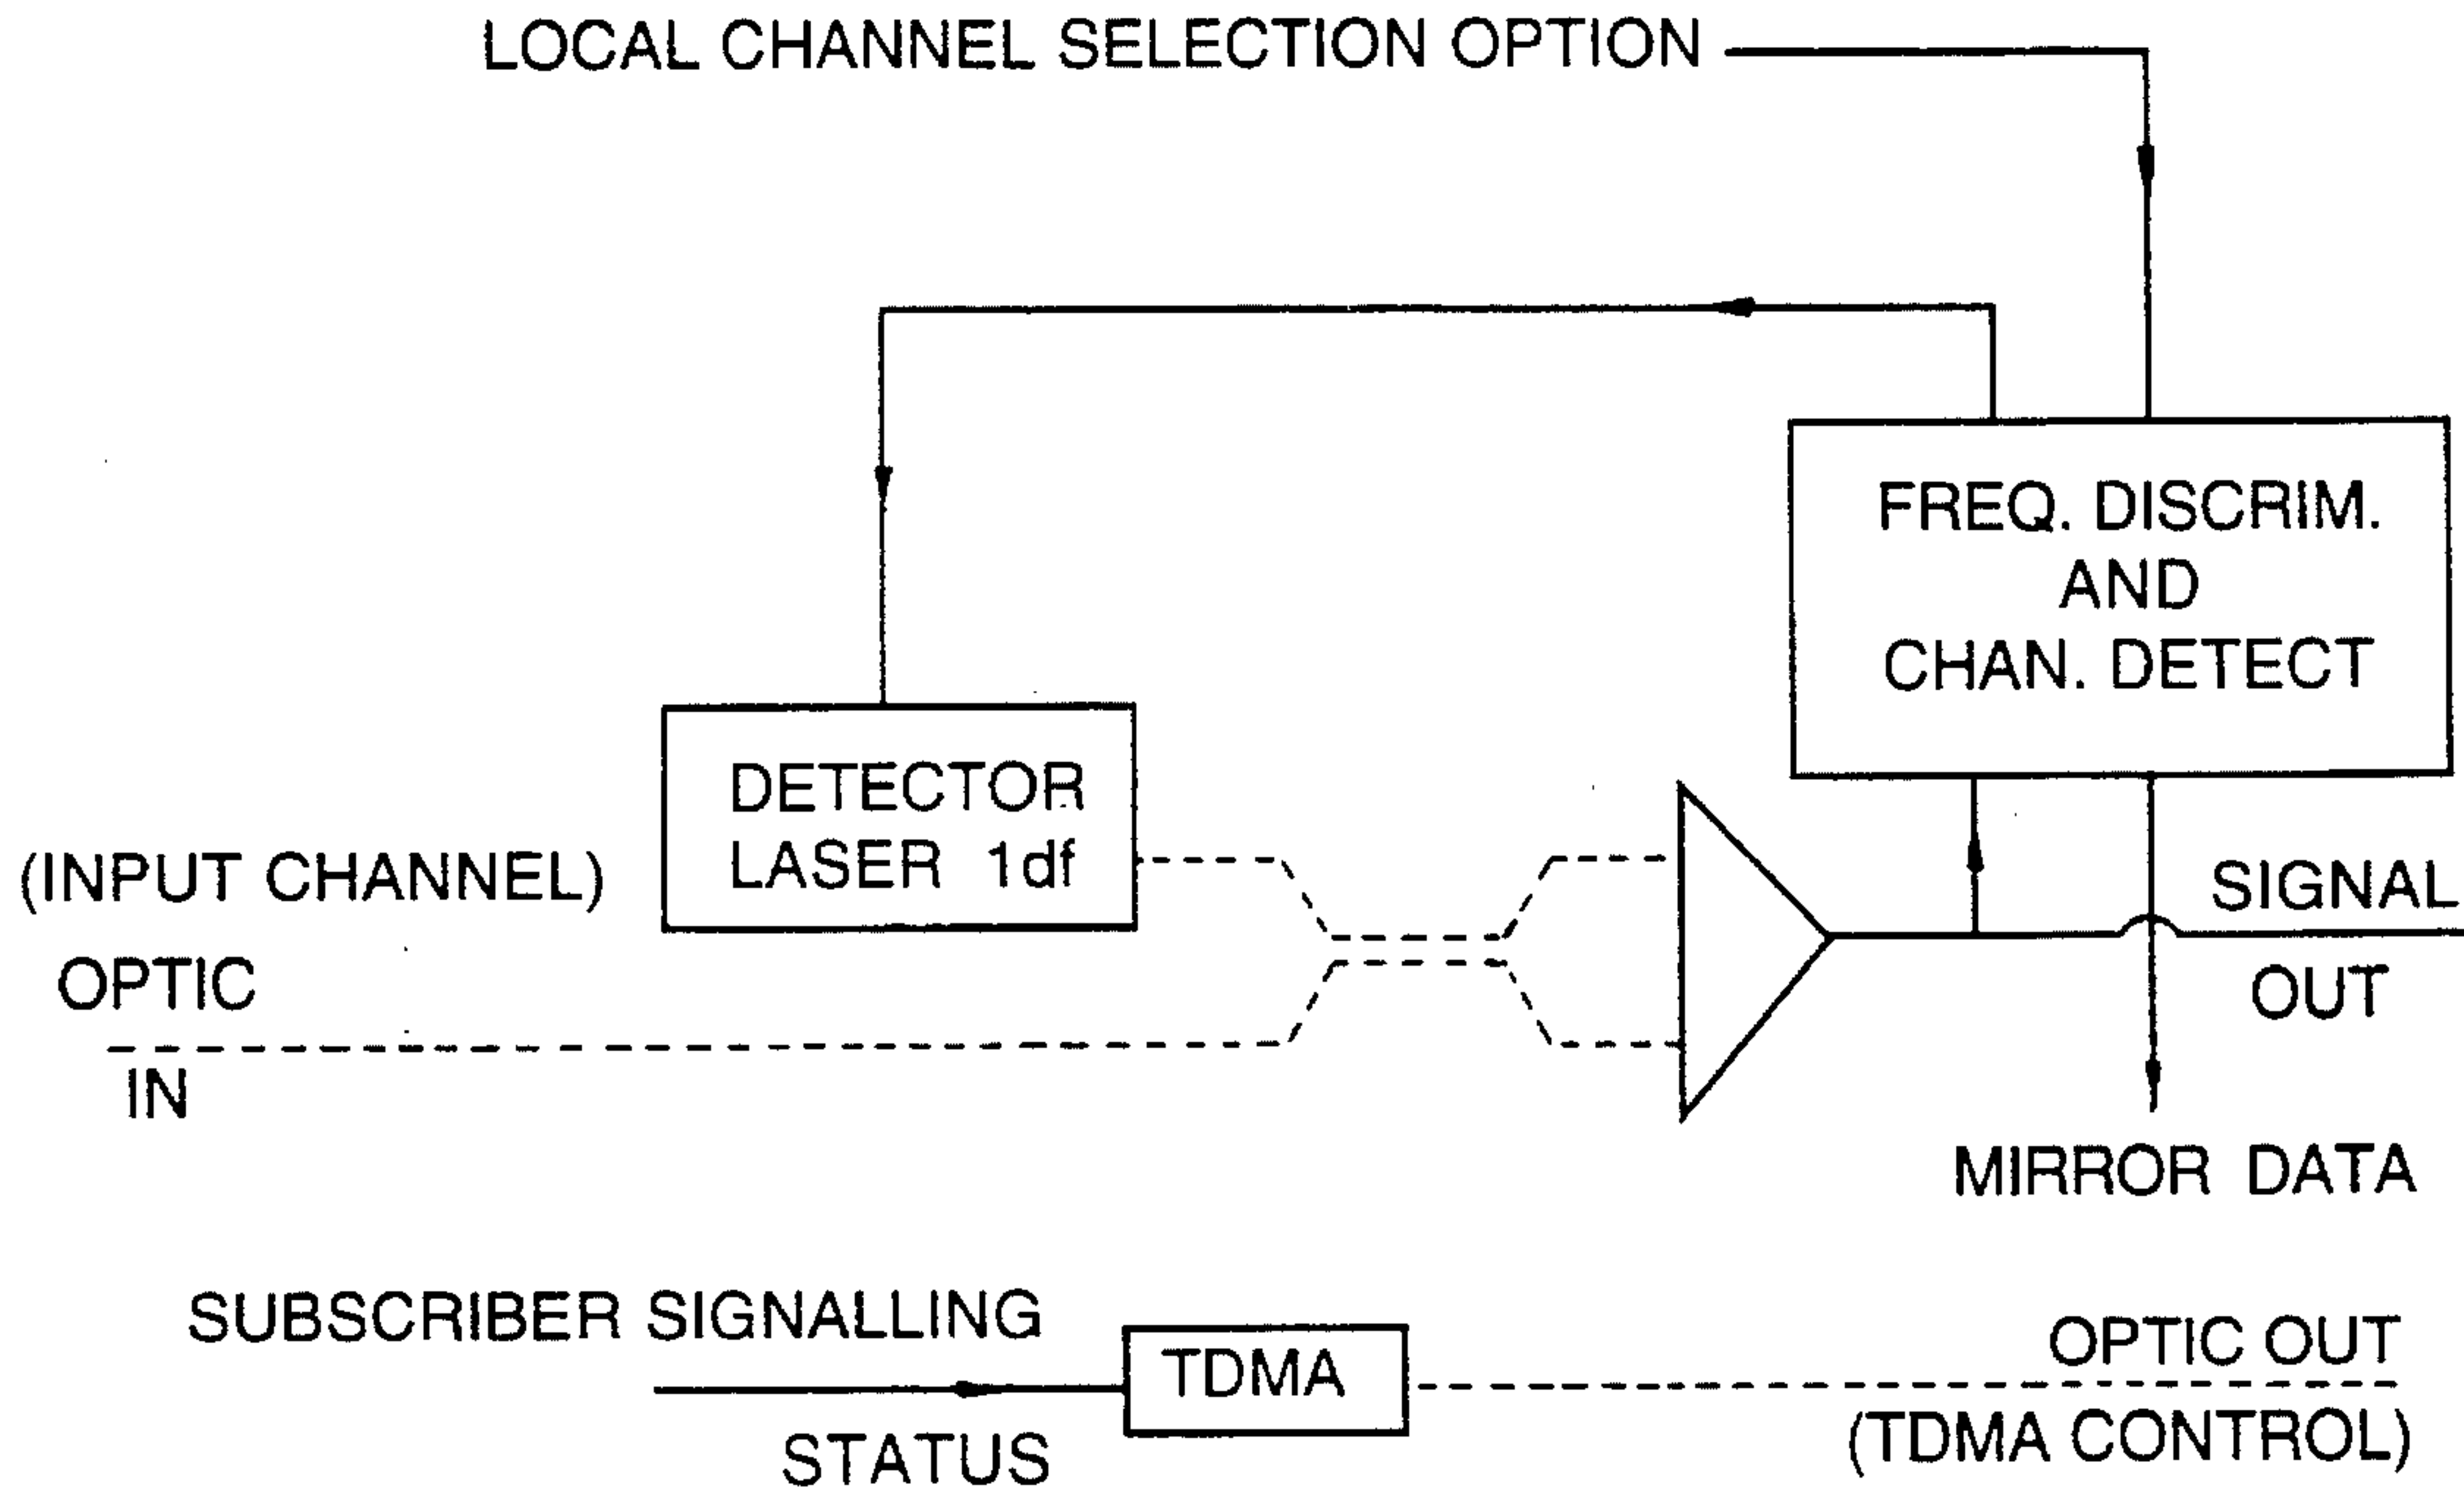 LOCAL CHANNEL SELECTION OPTION
FREQ. DISCRIM.
AND
CHAN. DETECT
DETECTOR
LASER 1df
(INPUT CHANNEL)
OPTIC
IN
SIGNAL
OUT
MIRROR DATA
SUBSCRIBER SIGNALLING
STATUS
TDMA
OPTIC OUT
(TDMA CONTROL)